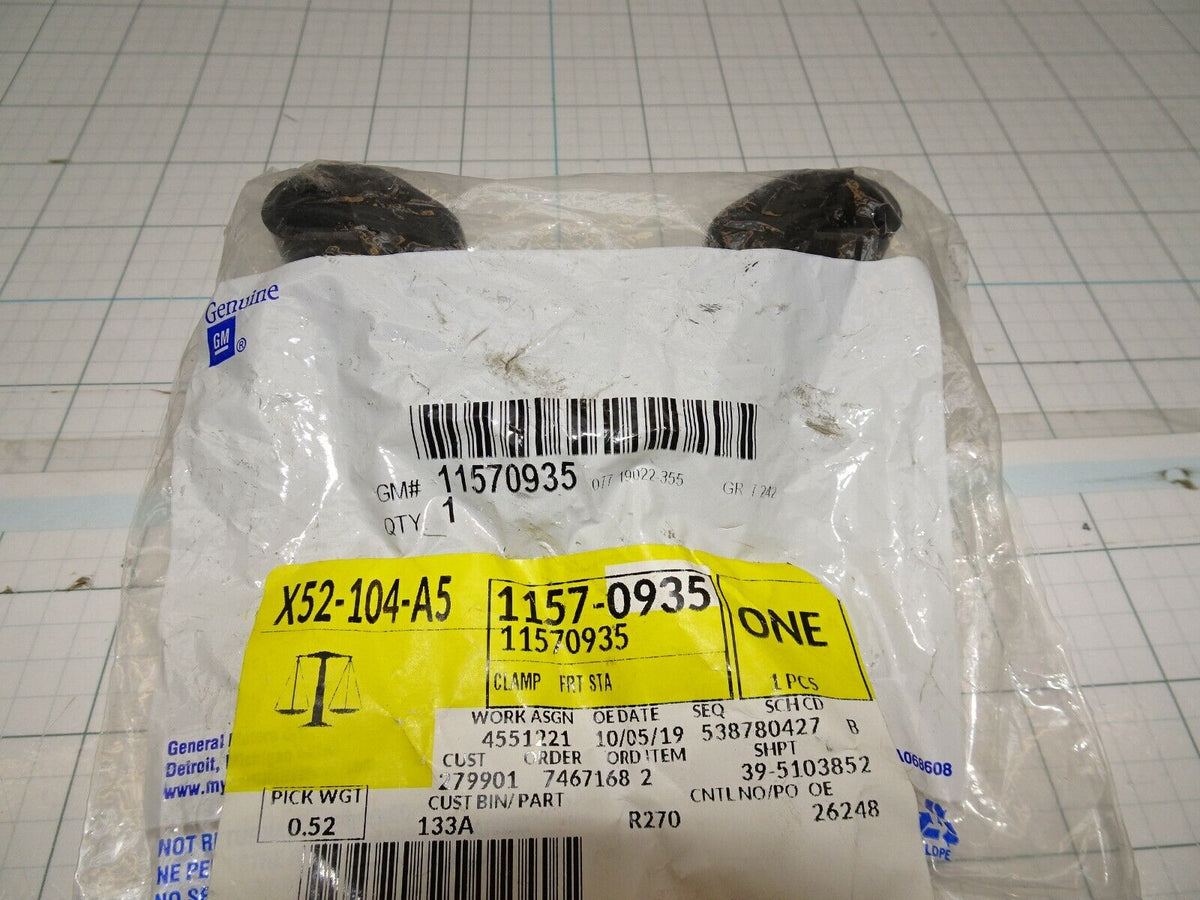 Genuine
GM ®
GM# 11570935 077 19022-355 GR 7 242
QTY 1
X52-104-A5
1157-0935
11570935
ONE
CLAMP FRT STA
1 PCS
WORK ASGN OE DATE SEQ SCH CD
4551221 10/05/19 538780427 B
CUST ORDER ORD ITEM SHPT
279901 7467168 2 39-5103852
PICK WGT CUST BIN/PART CNTL NO/PO OE
0.52 133A R270 26248
General
Detroit,
www.my
NOT
NE PE
NO
LDPE